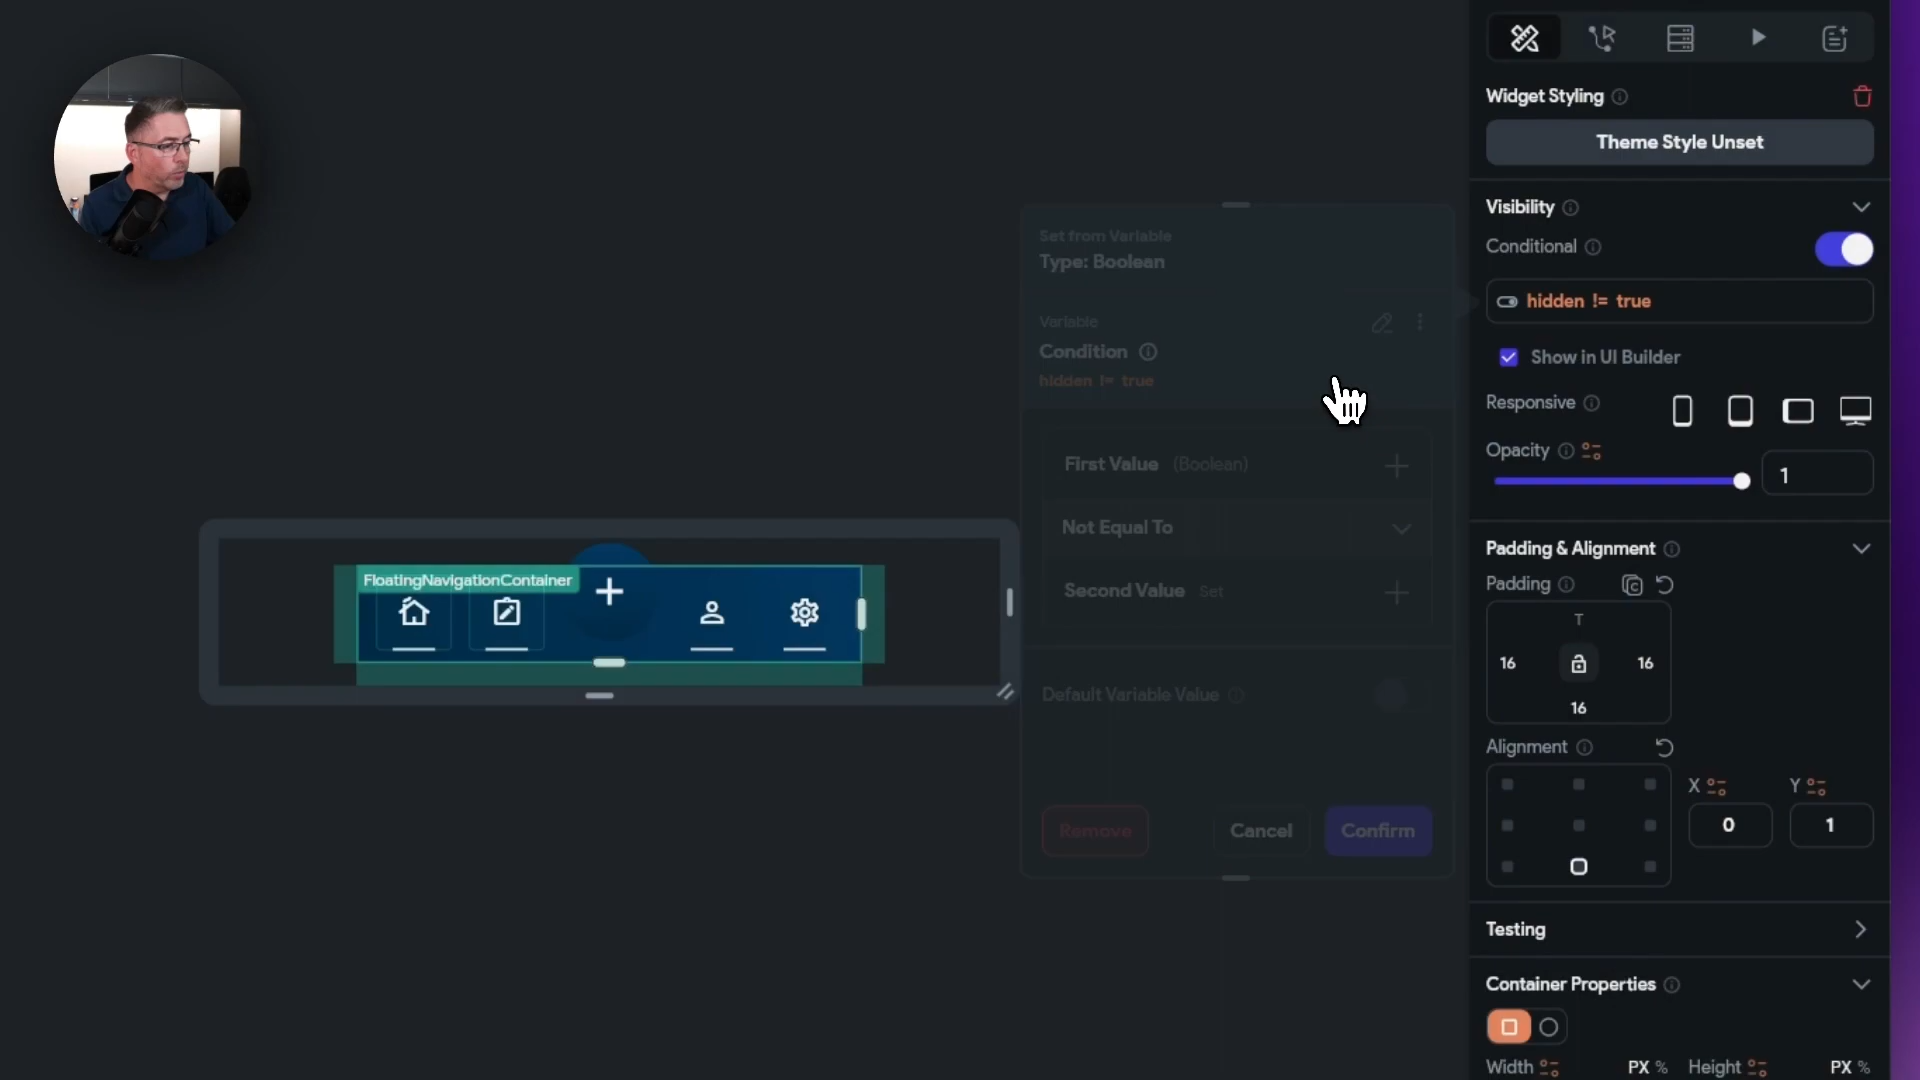 Widget Styling
Theme Style Unset
Visibility
Conditional
hidden != true
Show in UI Builder
Responsive
Opacity
1
Padding & Alignment
Padding
T
16
16
16
Alignment
X
Y
0
1
Testing
Container Properties
Width
PX %
Height
PX %
Set from Variable
Type: Boolean
Variable
Condition
hidden != true
First Value (Boolean)
Not Equal To
Second Value Set
Default Variable Value
Remove
Cancel
Confirm
FloatingNavigationContainer